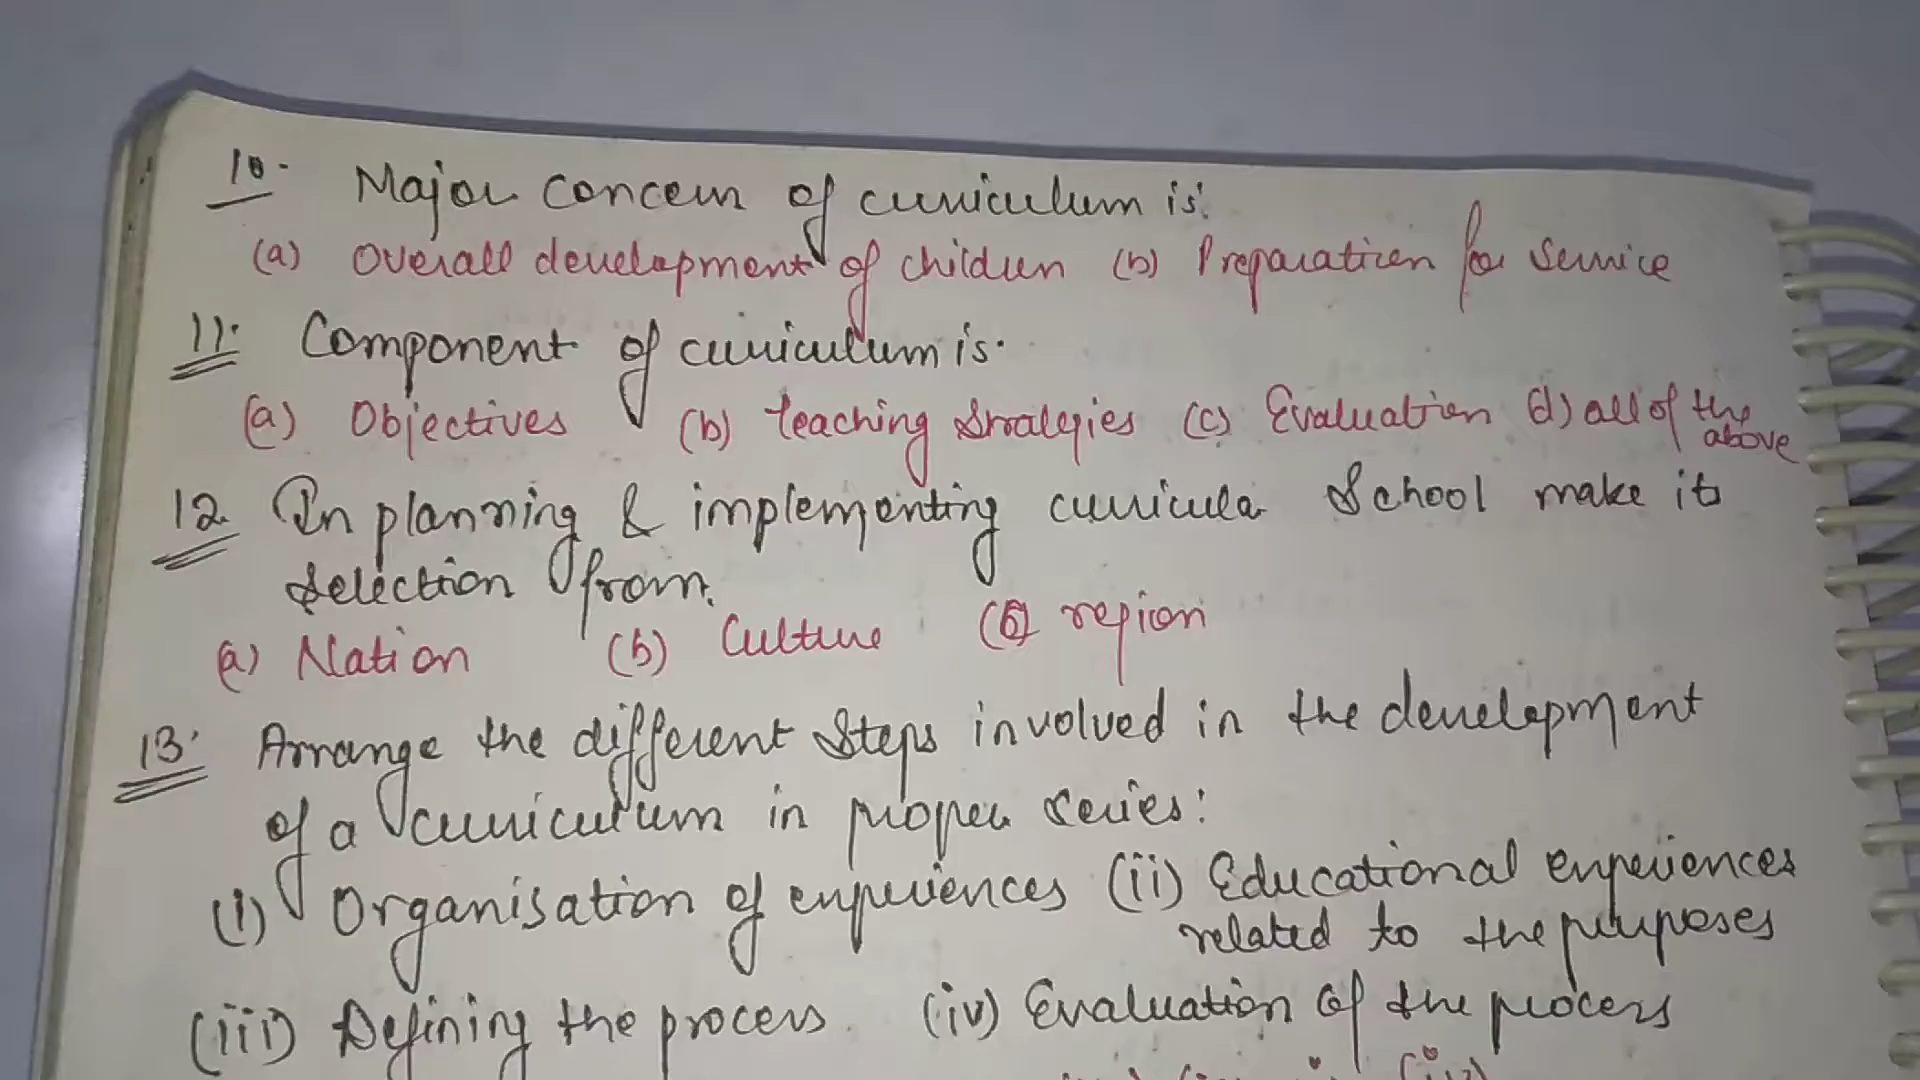 10. Major concern of curriculum is:
(a) Overall development of children (b) Preparation for service
11. Component of curriculum is.
(a) Objectives (b) teaching stralegies (c) Evaluation (d) all of the above
12. In planning & implementing curricula School make its
selection from.
(a) Nation (b) Culture (c) region
13. Arrange the different Steps involved in the development
of a curriculum in proper series:
(i) Organisation of experiences (ii) Educational experiences
related to the purposes
(iii) Defining the process (iv) Evaluation of the process